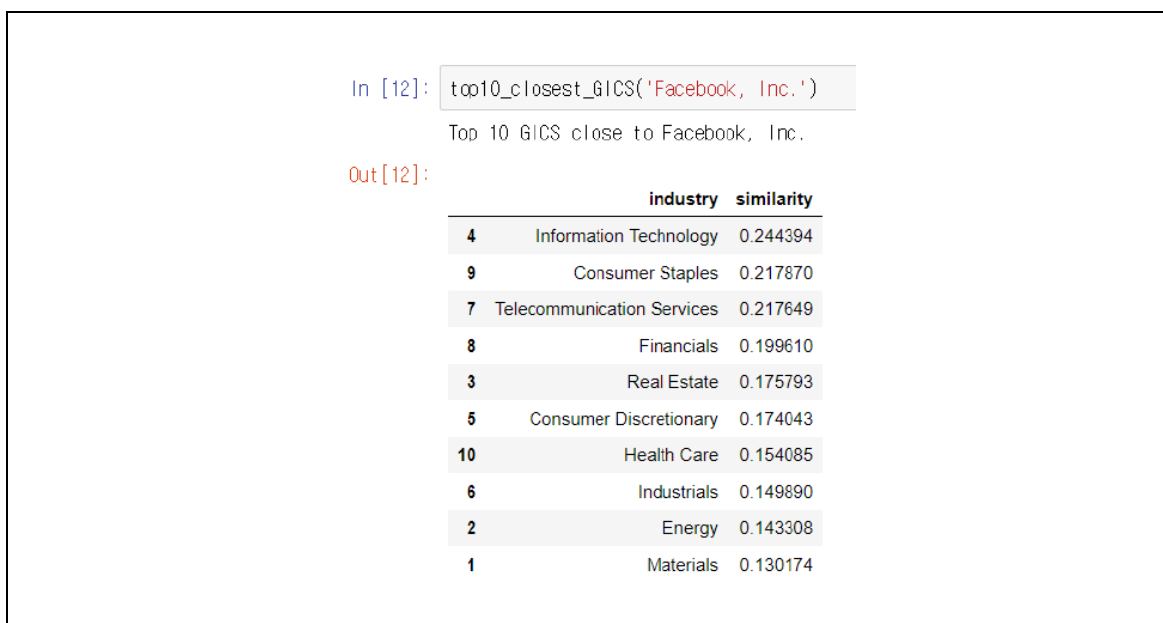 In [12]: top10_closest_GICS('Facebook, Inc.')
Top 10 GICS close to Facebook, Inc.
Out[12]:
industry similarity
4 Information Technology 0.244394
9 Consumer Staples 0.217870
7 Telecommunication Services 0.217649
8 Financials 0.199610
3 Real Estate 0.175793
5 Consumer Discretionary 0.174043
10 Health Care 0.154085
6 Industrials 0.149890
2 Energy 0.143308
1 Materials 0.130174